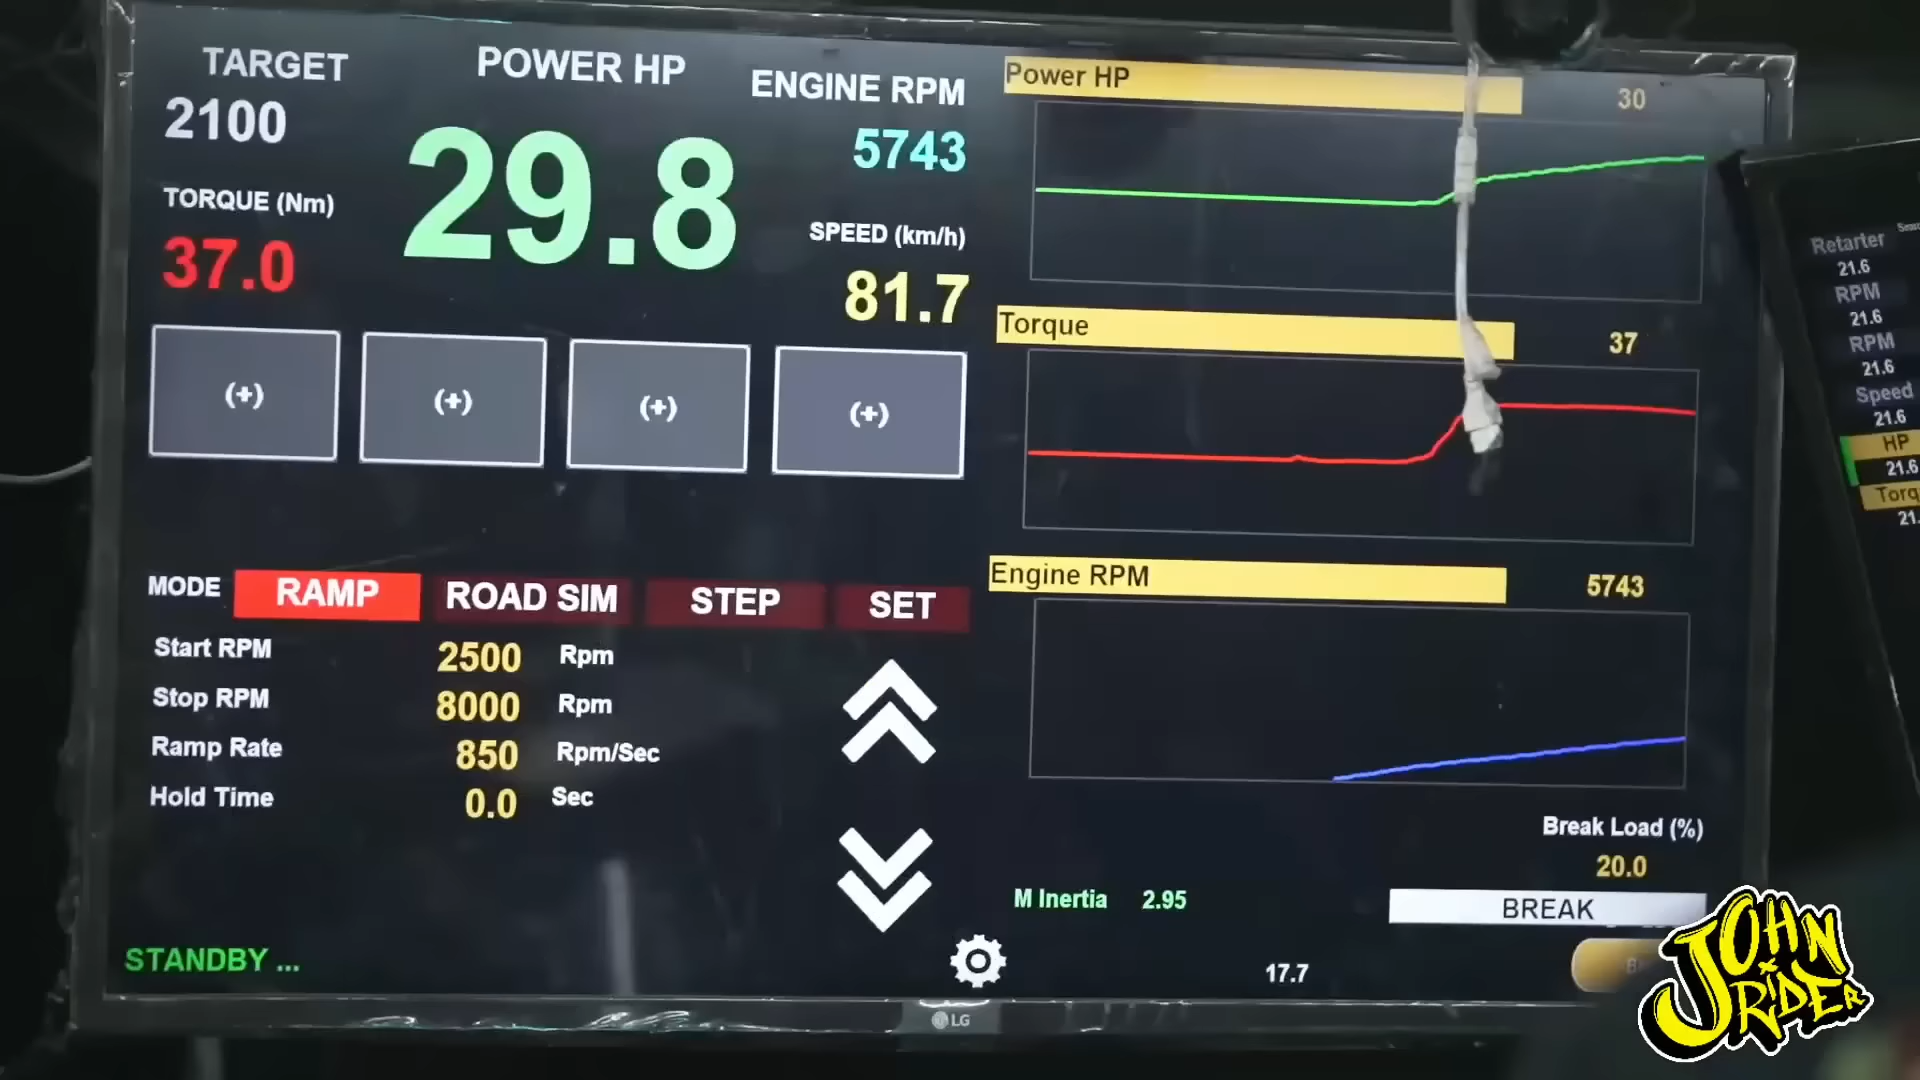 TARGET
2100
POWER HP
29.8
ENGINE RPM
5743
TORQUE (Nm)
37.0
SPEED (km/h)
81.7
(+)
(+)
(+)
(+)
MODE
RAMP
ROAD SIM
STEP
SET
Start RPM 2500 Rpm
Stop RPM 8000 Rpm
Ramp Rate 850 Rpm/Sec
Hold Time 0.0 Sec
STANDBY ...
Power HP 30
Torque 37
Engine RPM 5743
Break Load (%)
20.0
M Inertia 2.95
BREAK
17.7
LG
Retarter
21.6
RPM
21.6
RPM
21.6
Speed
21.6
HP
21.6
JOHN
RIDER